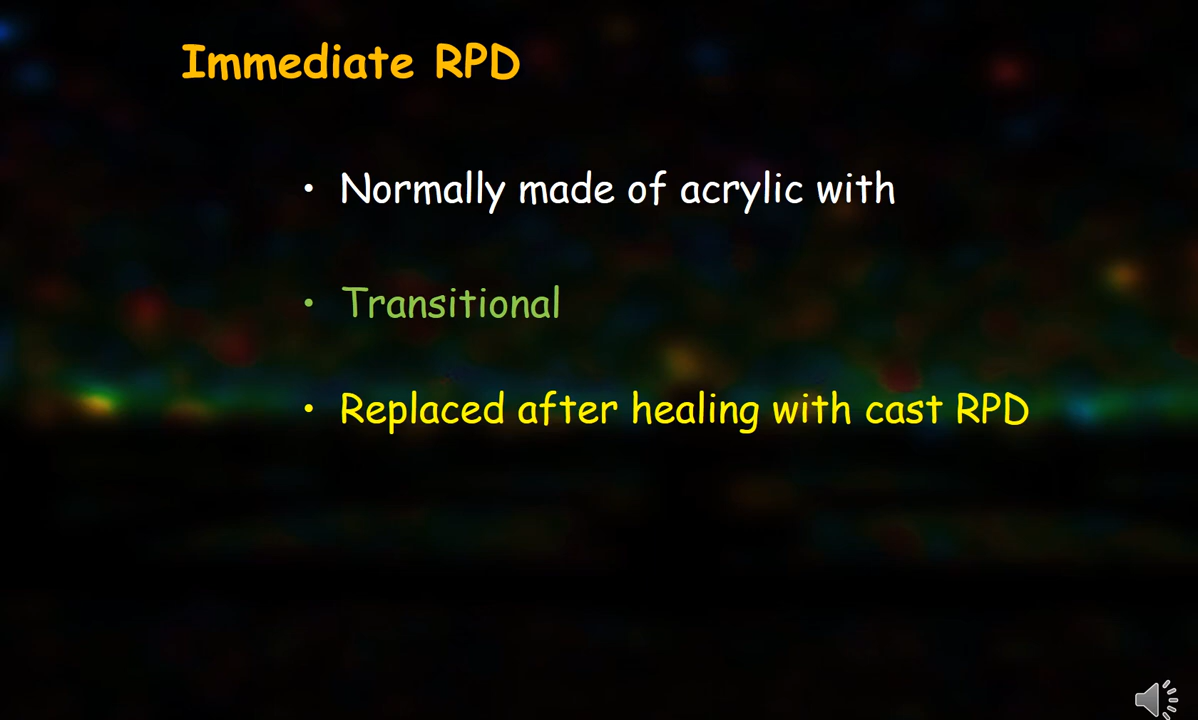 Immediate RPD
• Normally made of acrylic with
• Transitional
• Replaced after healing with cast RPD